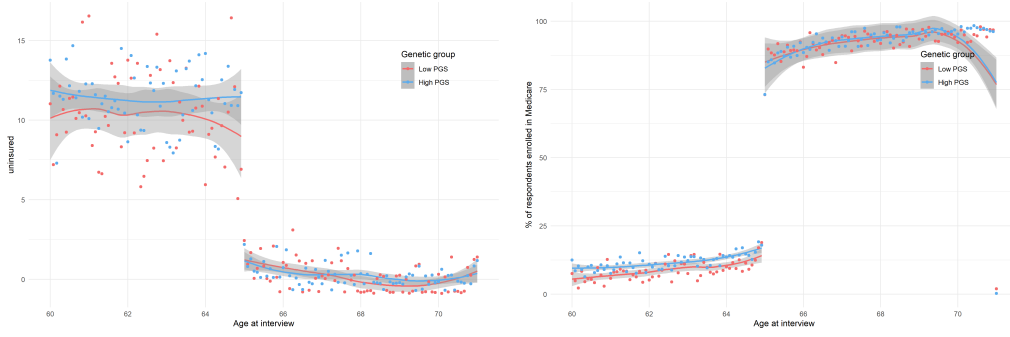 uninsured
15
10
5
0
60
62
64
66
68
70
Age at interview
Genetic group
Low PGS
High PGS
% of respondents enrolled in Medicare
100
75
50
25
0
60
62
64
66
68
70
Age at interview
Genetic group
Low PGS
High PGS